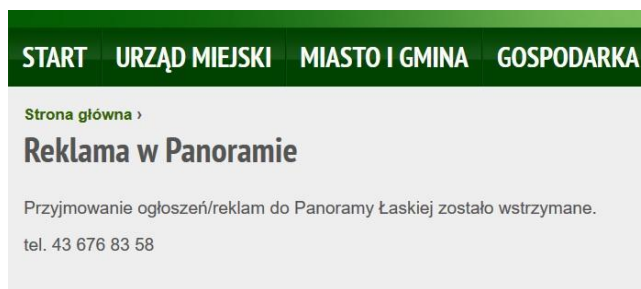 START URZĄD MIEJSKI MIASTO I GMINA GOSPODARKA
Strona główna ›
Reklama w Panoramie
Przyjmowanie ogłoszeń/reklam do Panoramy Łaskiej zostało wstrzymane.
tel. 43 676 83 58